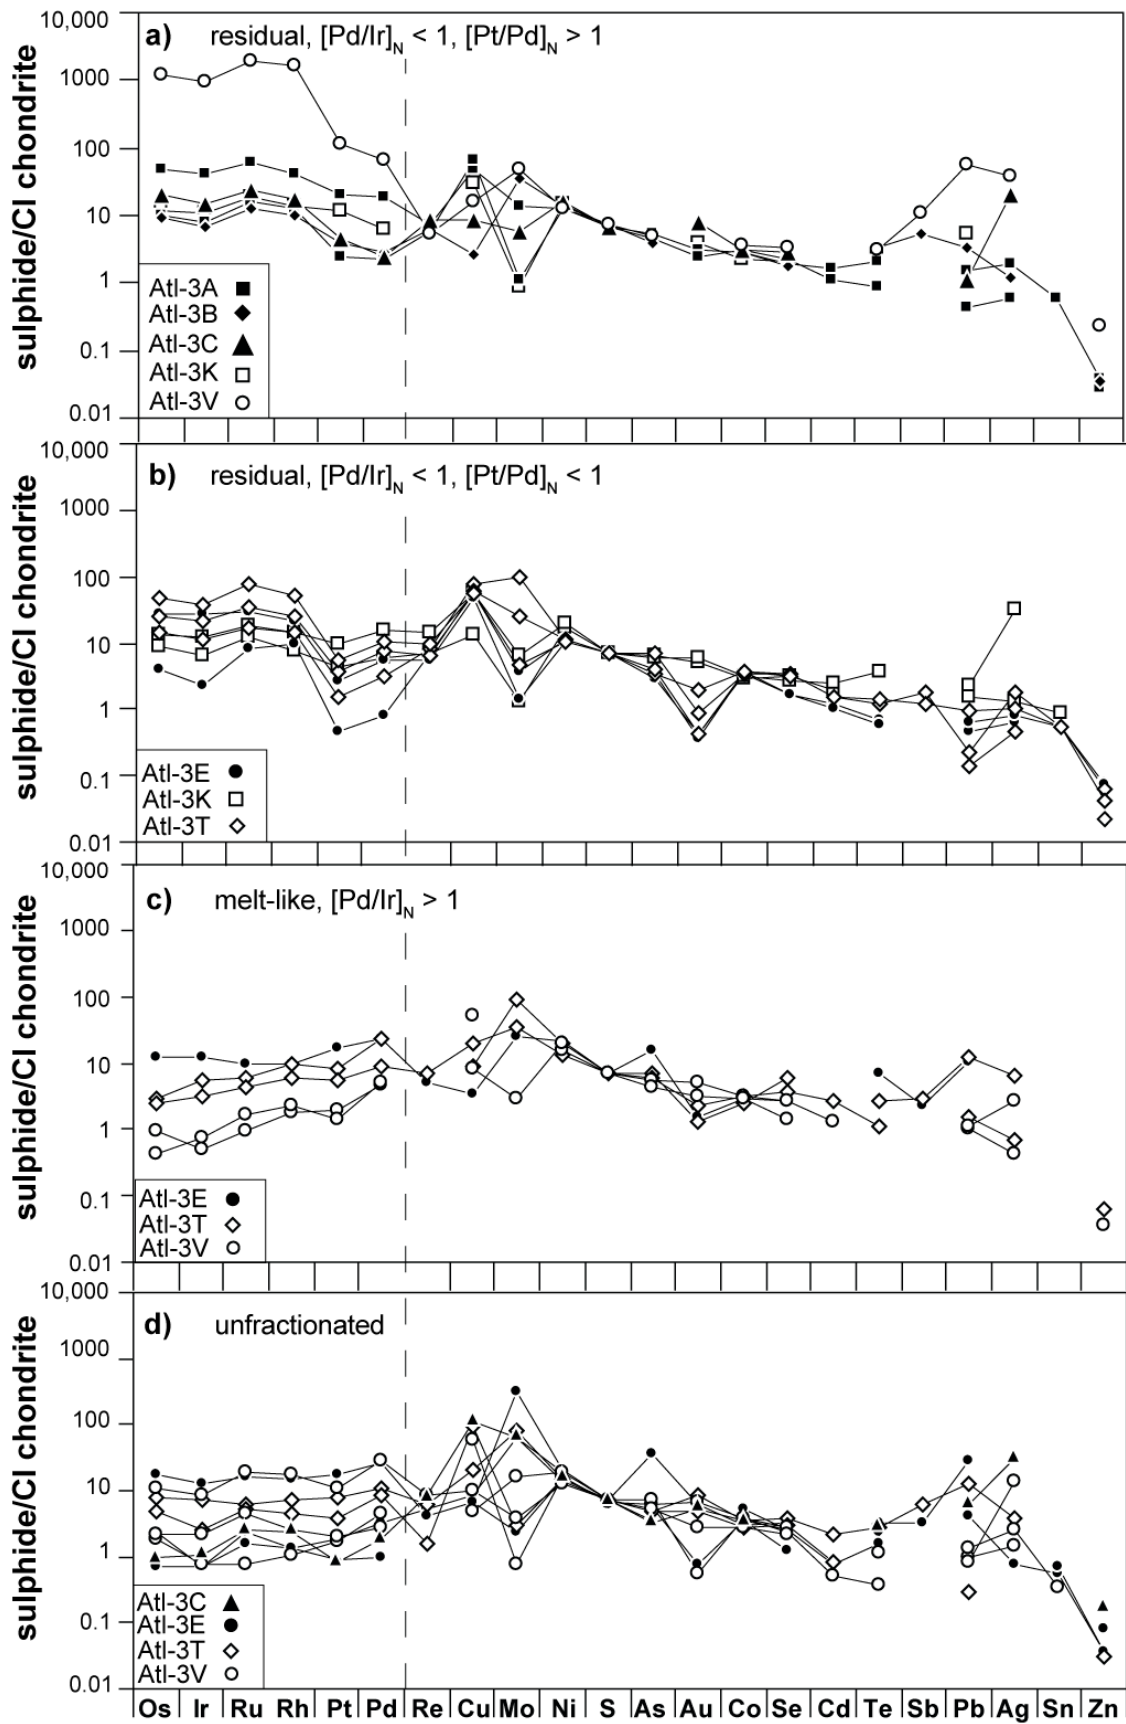 10,000
a) residual, [Pd/Ir]N < 1, [Pt/Pd]N > 1
1000
100
10
1
0.1
0.01
sulphide/CI chondrite
Atl-3A
Atl-3B
Atl-3C
Atl-3K
Atl-3V
10,000
b) residual, [Pd/Ir]N < 1, [Pt/Pd]N < 1
1000
100
10
1
0.1
0.01
sulphide/CI chondrite
Atl-3E
Atl-3K
Atl-3T
10,000
c) melt-like, [Pd/Ir]N > 1
1000
100
10
1
0.1
0.01
sulphide/CI chondrite
Atl-3E
Atl-3T
Atl-3V
10,000
d) unfractionated
1000
100
10
1
0.1
0.01
sulphide/CI chondrite
Atl-3C
Atl-3E
Atl-3T
Atl-3V
Os Ir Ru Rh Pt Pd Re Cu Mo Ni S As Au Co Se Cd Te Sb Pb Ag Sn Zn